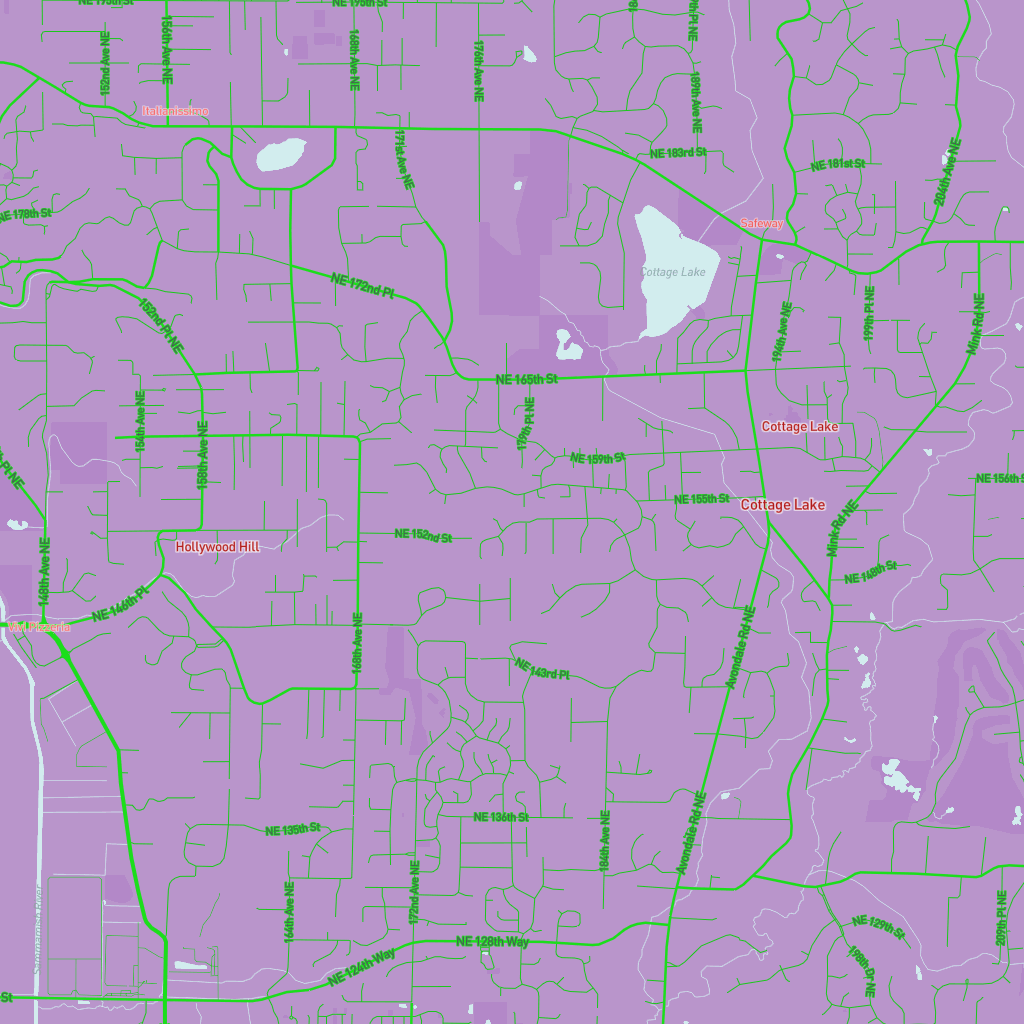 NE 195th St
156th Ave NE
152nd Ave NE
168th Ave NE
176th Ave NE
189th Ave NE
Italianissimo
171st Ave NE
NE 183rd St
NE 181st St
204th Ave NE
NE 178th St
Safeway
Cottage Lake
NE 172nd Pl
152nd Pl NE
199th Pl NE
194th Ave NE
Mink Rd NE
NE 165th St
154th Ave NE
179th Pl NE
Cottage Lake
158th Ave NE
NE 159th St
NE 156th S
NE 155th St
Cottage Lake
Mink Rd NE
NE 152nd St
Hollywood Hill
148th Ave NE
NE 148th St
NE 146th Pl
Vivi Pizzeria
168th Ave NE
Avondale Rd NE
NE 143rd Pl
NE 136th St
NE 135th St
184th Ave NE
Avondale Rd NE
172nd Ave NE
164th Ave NE
209th Pl NE
NE 129th St
NE 128th Way
NE 124th Way
198th Dr NE
St